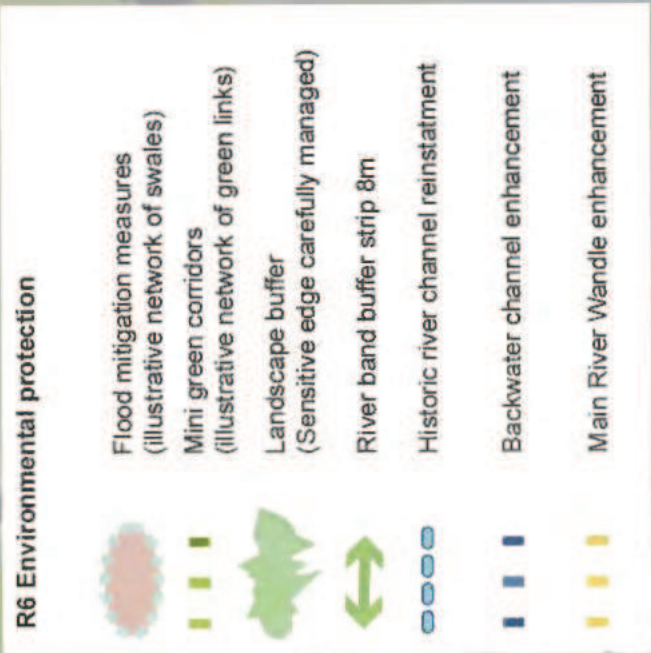 R6 Environmental protection
Flood mitigation measures
(illustrative network of swales)
Mini green corridors
(illustrative network of green links)
Landscape buffer
(Sensitive edge carefully managed)
River band buffer strip 8m
Historic river channel reinstatment
Backwater channel enhancement
Main River Wandle enhancement